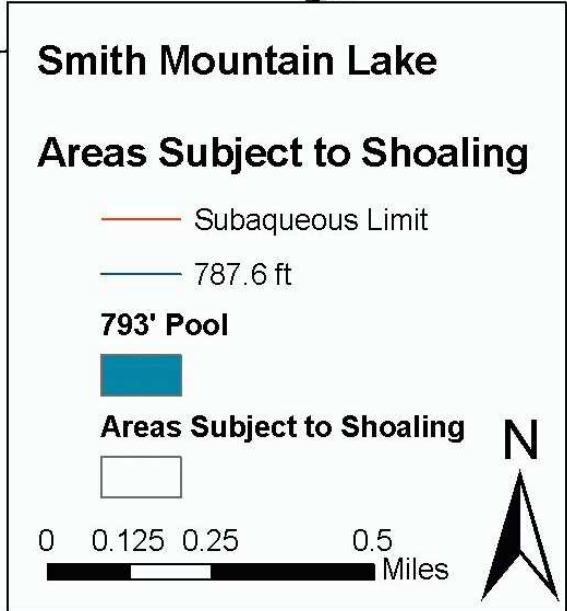 Smith Mountain Lake
Areas Subject to Shoaling
Subaqueous Limit
787.6 ft
793' Pool
Areas Subject to Shoaling
N
0 0.125 0.25 0.5
Miles